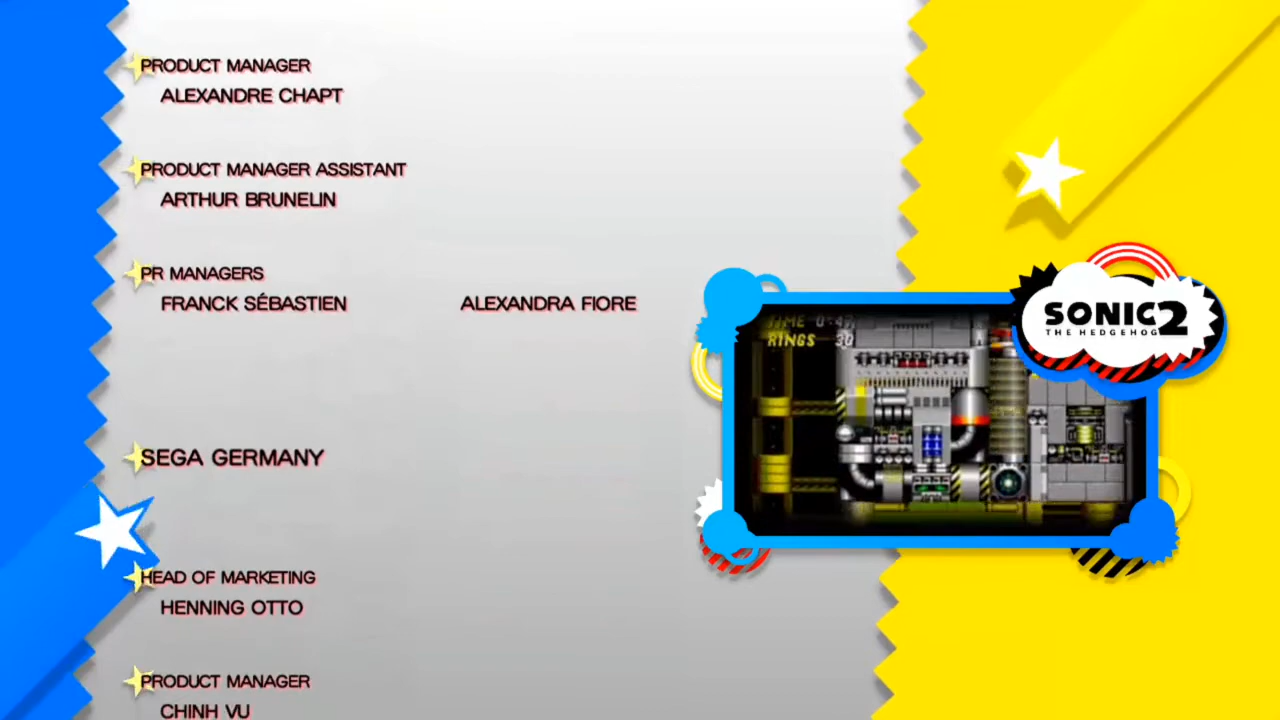 PRODUCT MANAGER
ALEXANDRE CHAPT
PRODUCT MANAGER ASSISTANT
ARTHUR BRUNELIN
PR MANAGERS
FRANCK SÉBASTIEN ALEXANDRA FIORE
SEGA GERMANY
HEAD OF MARKETING
HENNING OTTO
PRODUCT MANAGER
CHINH VU
SONIC 2
THE HEDGEHOG
TIME 0:47
RINGS 30